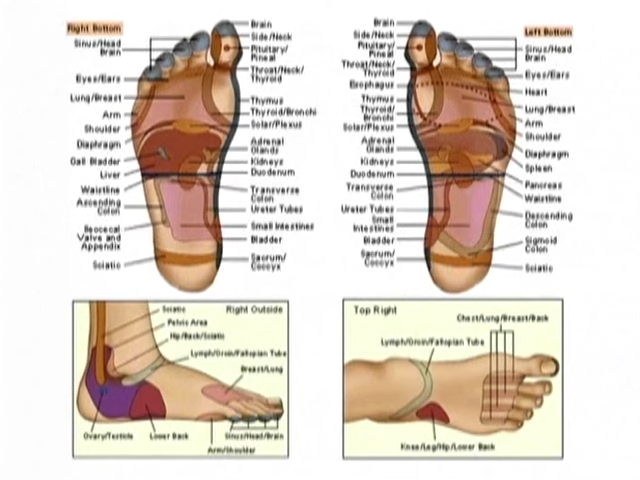 Right Bottom
Brain
Side/Neck
Sinus/Head
Brain
Pituitary/
Pineal
Throat/Neck/
Thyroid
Eyes/Ears
Lung/Breast
Thymus
Arm
Thyroid/Bronchi
Shoulder
Solar/Plexus
Diaphragm
Adrenal
Glands
Gall Bladder
Kidneys
Liver
Duodenum
Waistline
Transverse
Colon
Ascending
Colon
Ureter Tubes
Ileocecal
Valve and
Appendix
Small Intestines
Bladder
Sciatic
Sacrum/
Coccyx
Left Bottom
Brain
Side/Neck
Pituitary/
Pineal
Throat/Neck/
Thyroid
Esophagus
Thymus
Thyroid/
Bronchi
Solar/Plexus
Adrenal
Glands
Kidneys
Duodenum
Transverse
Colon
Ureter Tubes
Small
Intestines
Bladder
Sacrum/
Coccyx
Sinus/Head
Brain
Eyes/Ears
Heart
Lung/Breast
Arm
Shoulder
Diaphragm
Spleen
Pancreas
Waistline
Descending
Colon
Sigmoid
Colon
Sciatic
Right Outside
Sciatic
Pelvic Area
Hip/Back/Sciatic
Lymph/Groin/Fallopian Tube
Breast/Lung
Ovary/Testicle
Lower Back
Sinus/Head/Brain
Arm/Shoulder
Top Right
Chest/Lung/Breast/Back
Lymph/Groin/Fallopian Tube
Knee/Leg/Hip/Lower Back